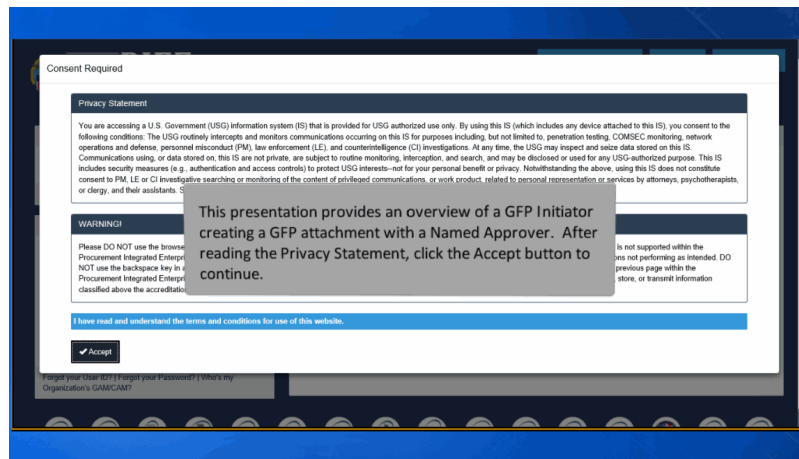 Consent Required
Privacy Statement
You are accessing a U.S. Government (USG) information system (IS) that is provided for USG authorized use only. By using this IS (which includes any device attached to this IS), you consent to the
following conditions: The USG routinely intercepts and monitors communications occurring on this IS for purposes including, but not limited to, penetration testing, COMSEC monitoring, network
operations and defense, personnel misconduct (PM), law enforcement (LE), and counterintelligence (CI) investigations. At any time, the USG may inspect and seize data stored on this IS.
Communications using, or data stored on, this IS are not private, are subject to routine monitoring, interception, and search, and may be disclosed or used for any USG-authorized purpose. This IS
includes security measures (e.g., authentication and access controls) to protect USG interests--not for your personal benefit or privacy. Notwithstanding the above, using this IS does not constitute
consent to PM, LE or CI investigative searching or monitoring of the content of privileged communications, or work product, related to personal representation or services by attorneys, psychotherapists,
or clergy, and their assistants. S
This presentation provides an overview of a GFP Initiator
creating a GFP attachment with a Named Approver. After
reading the Privacy Statement, click the Accept button to
continue.
WARNING!
Please DO NOT use the browse is not supported within the
Procurement Integrated Enterpri ons not performing as intended. DO
NOT use the backspace key in a previous page within the
Procurement Integrated Enterpri store, or transmit information
classified above the accreditatio
I have read and understand the terms and conditions for use of this website.
Accept
Forgot your User ID? | Forgot your Password? | Who's my
Organization's GAM/CAM?